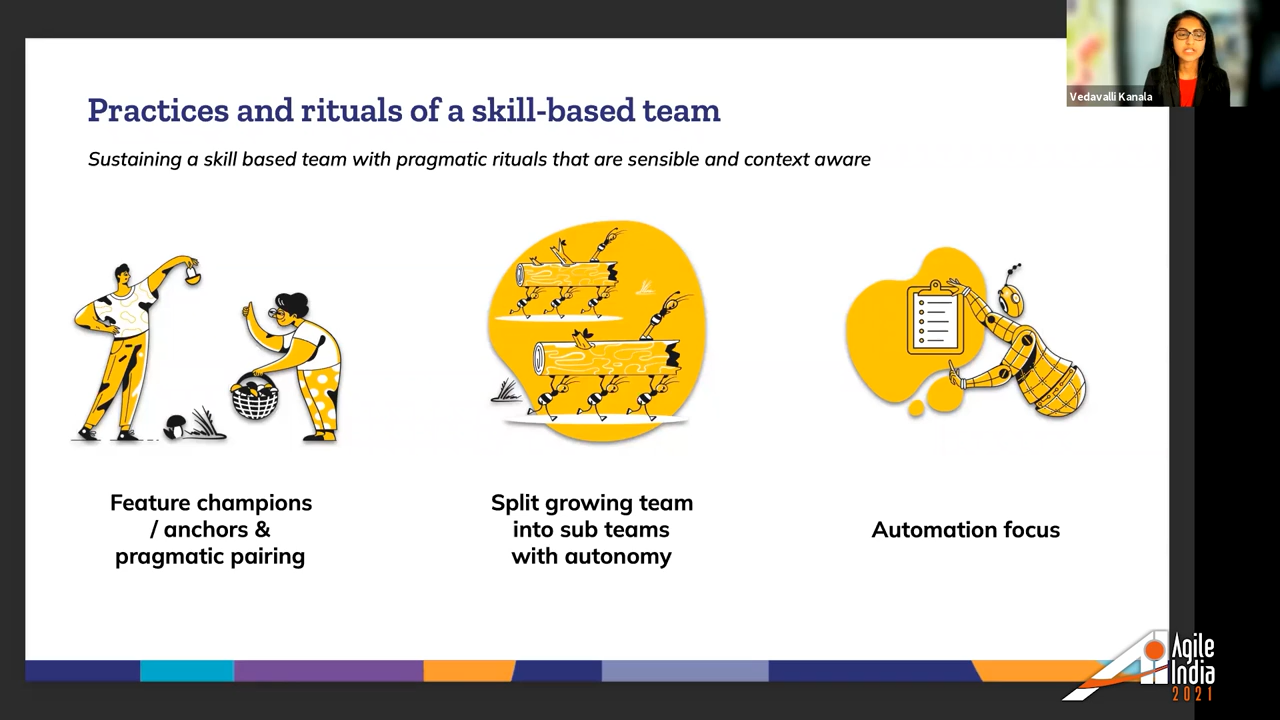 Vedavalli Kanala
Practices and rituals of a skill-based team
Sustaining a skill based team with pragmatic rituals that are sensible and context aware
Feature champions
/ anchors &
pragmatic pairing
Split growing team
into sub teams
with autonomy
Automation focus
Agile
India
2021